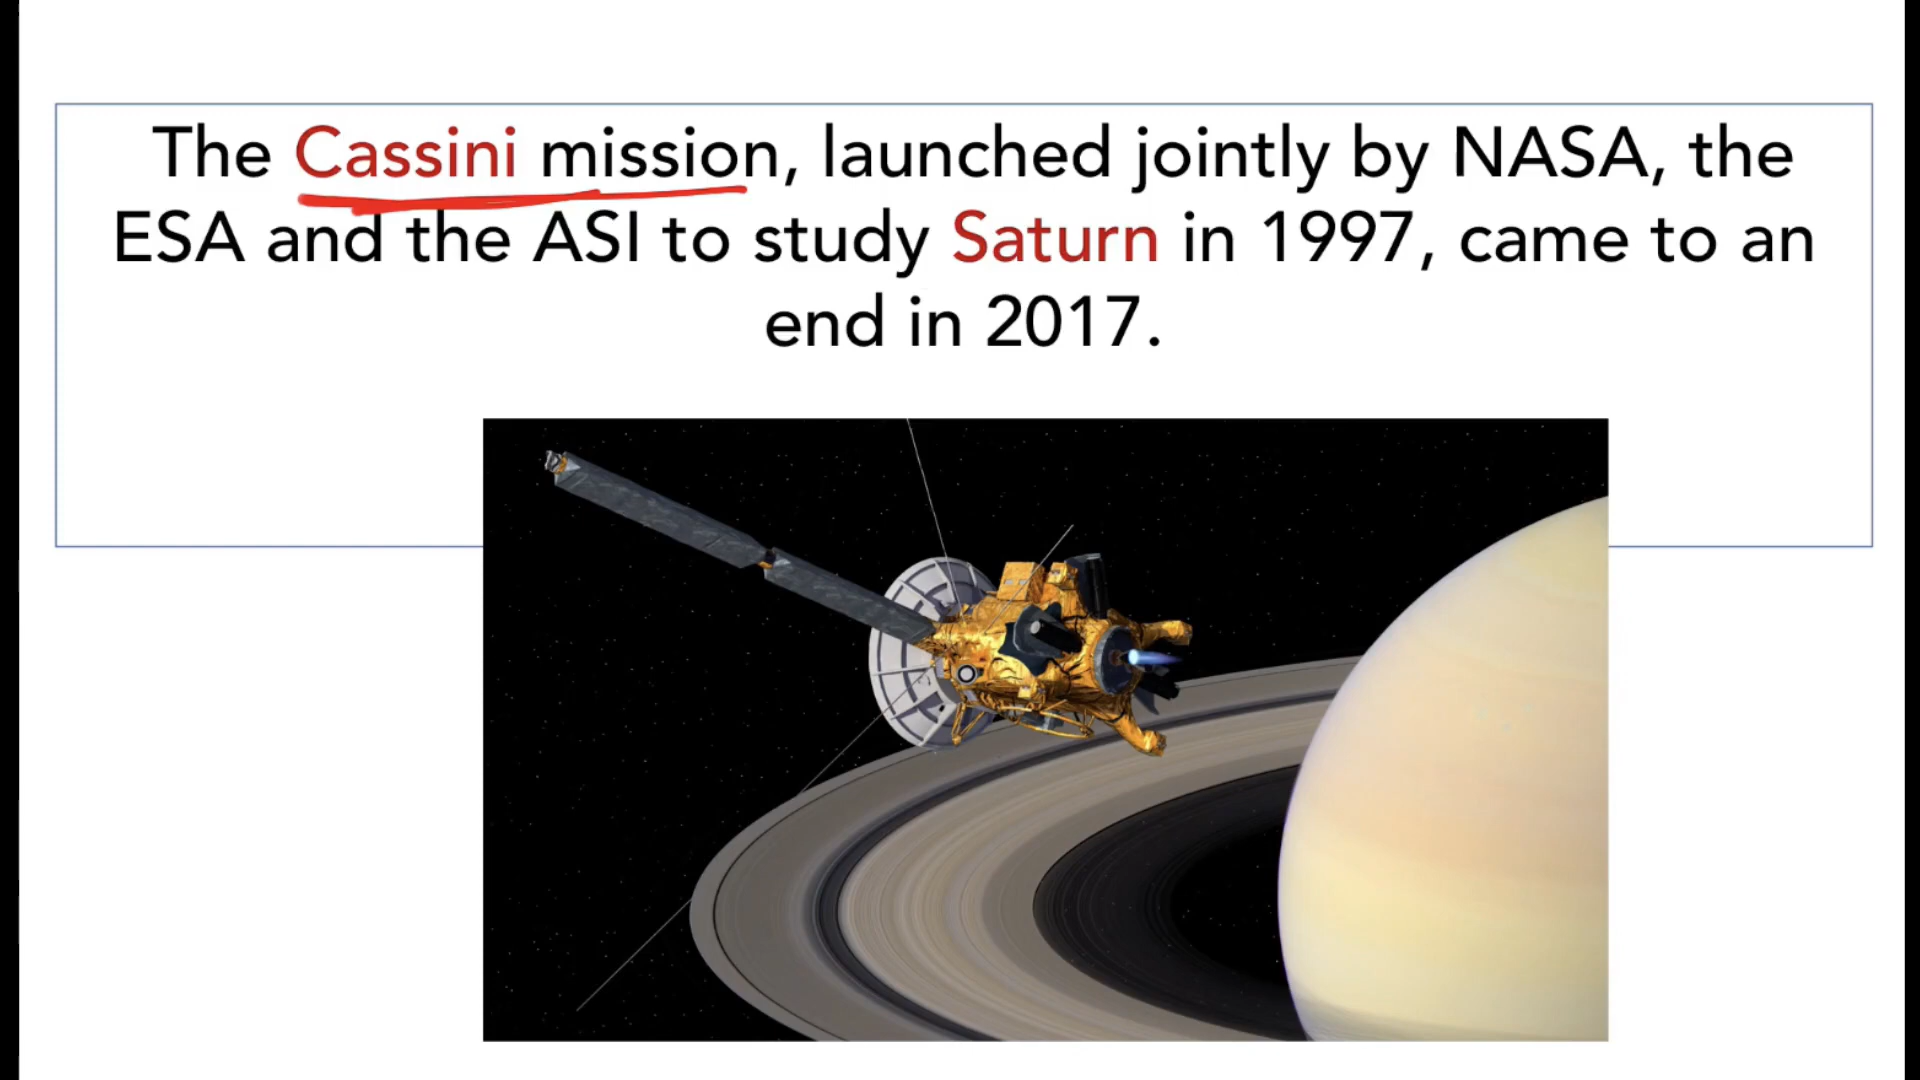 The Cassini mission, launched jointly by NASA, the
ESA and the ASI to study Saturn in 1997, came to an
end in 2017.